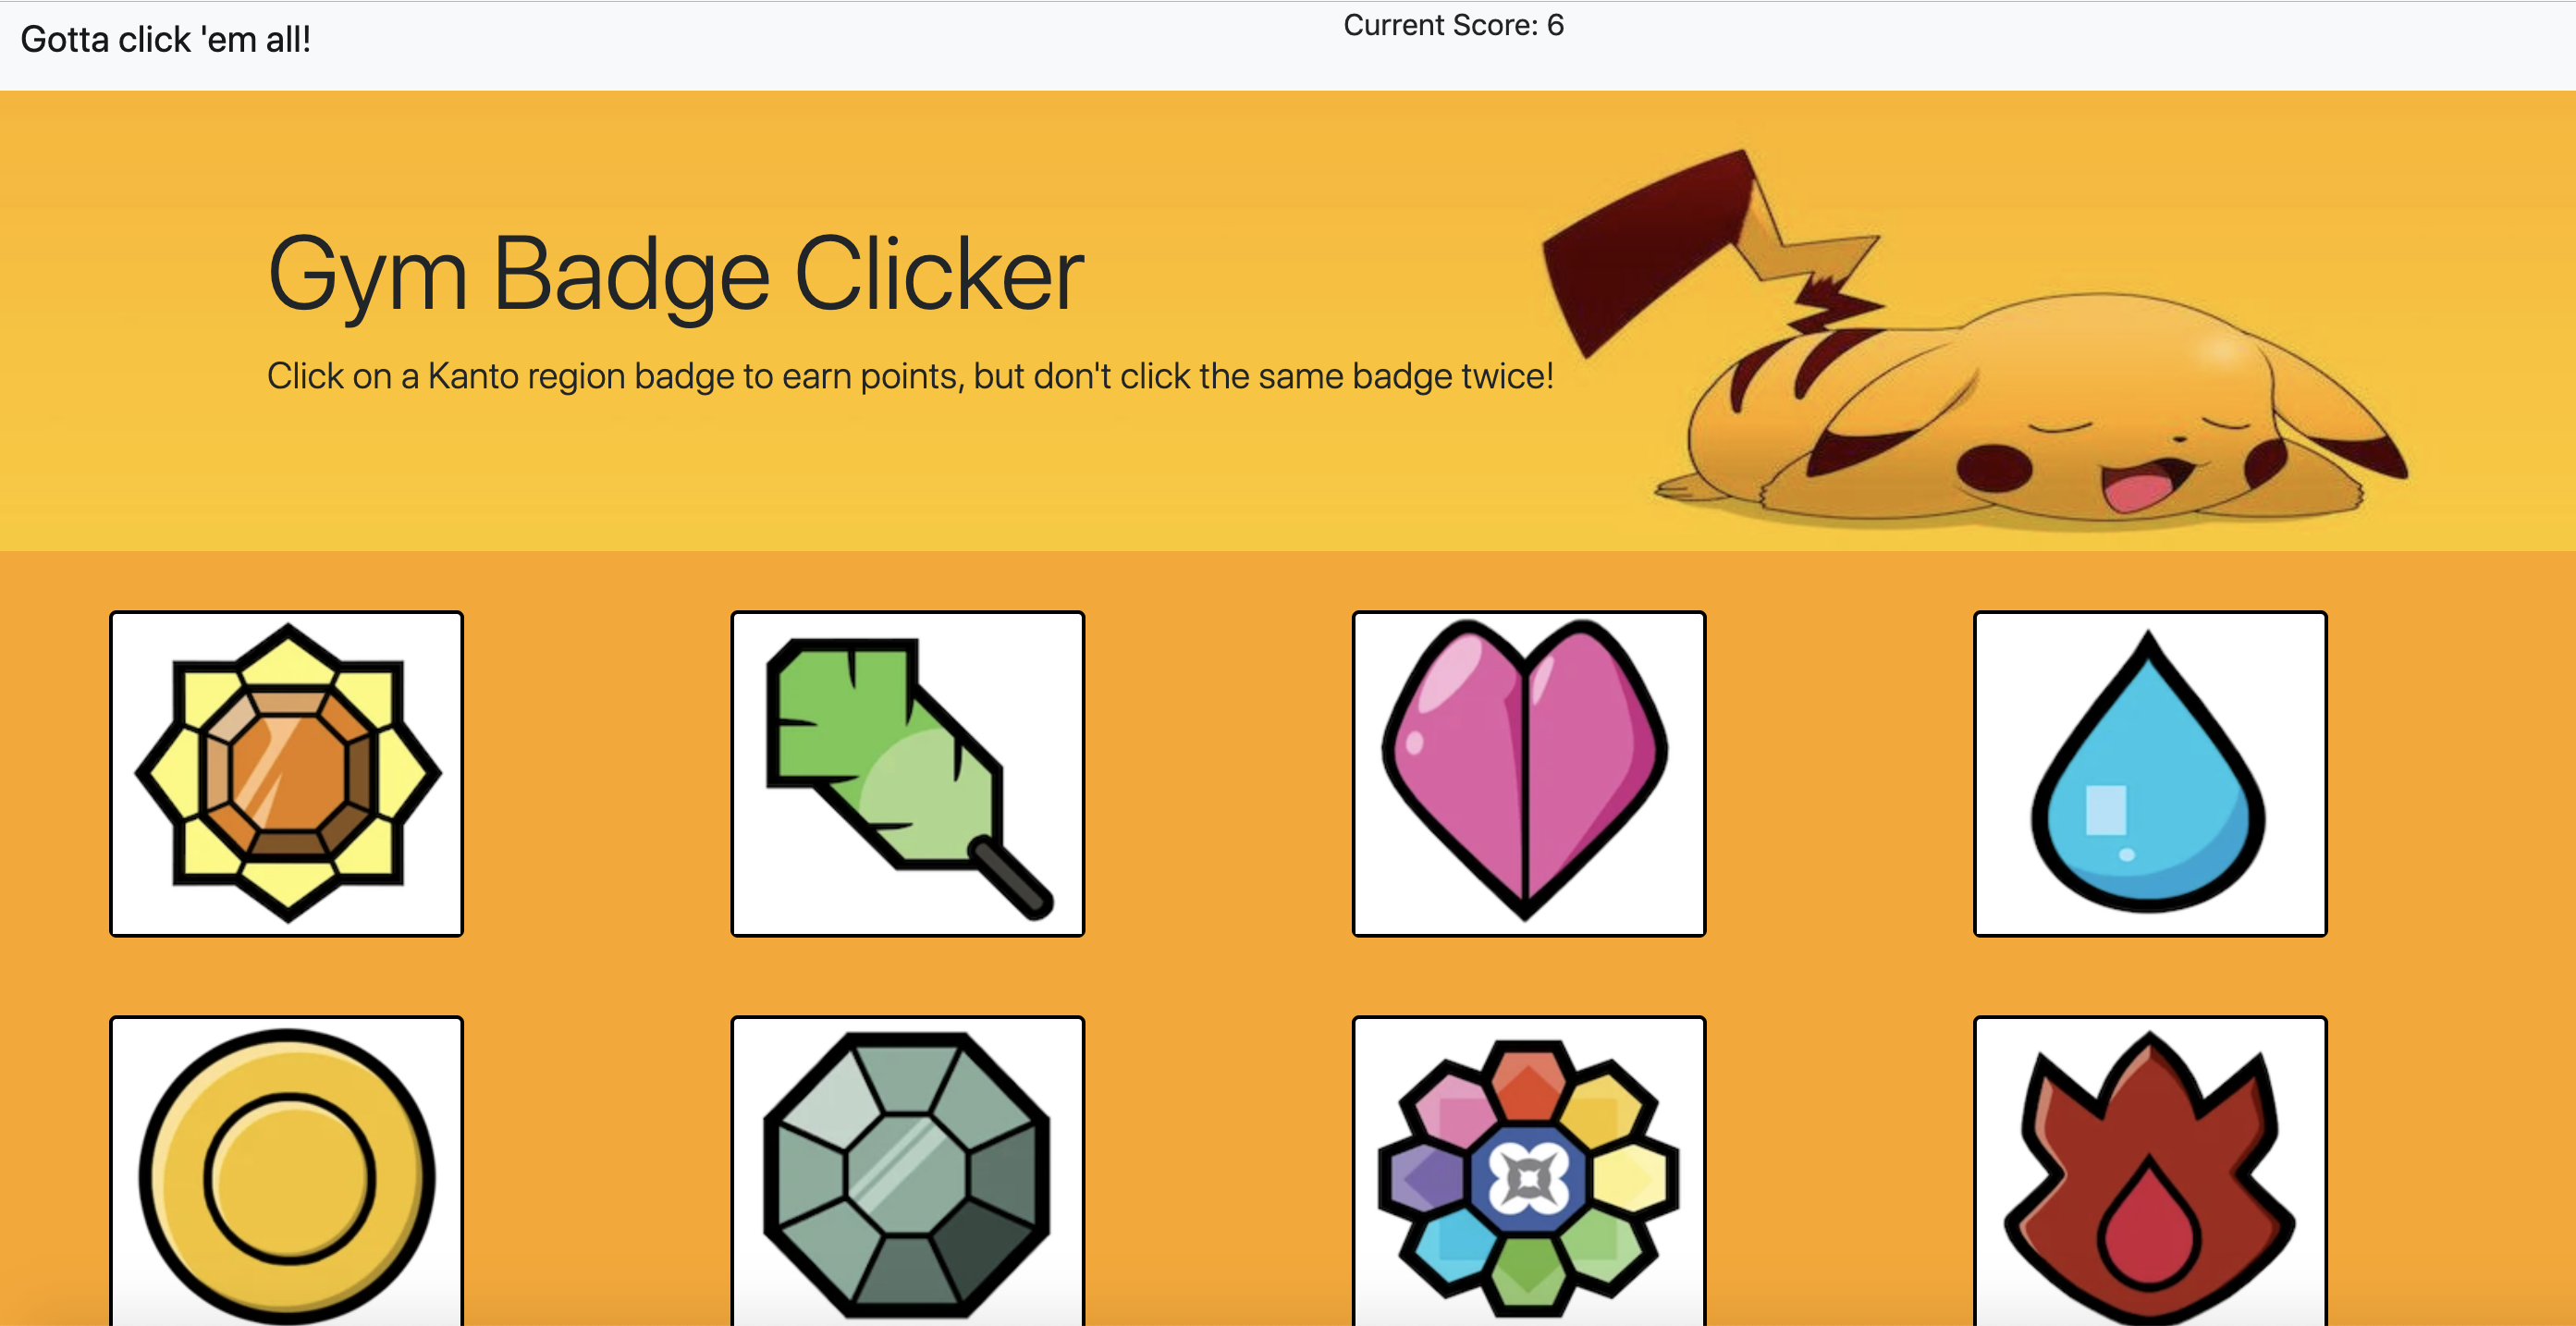 Gotta click 'em all!
Current Score: 6
Gym Badge Clicker
Click on a Kanto region badge to earn points, but don't click the same badge twice!